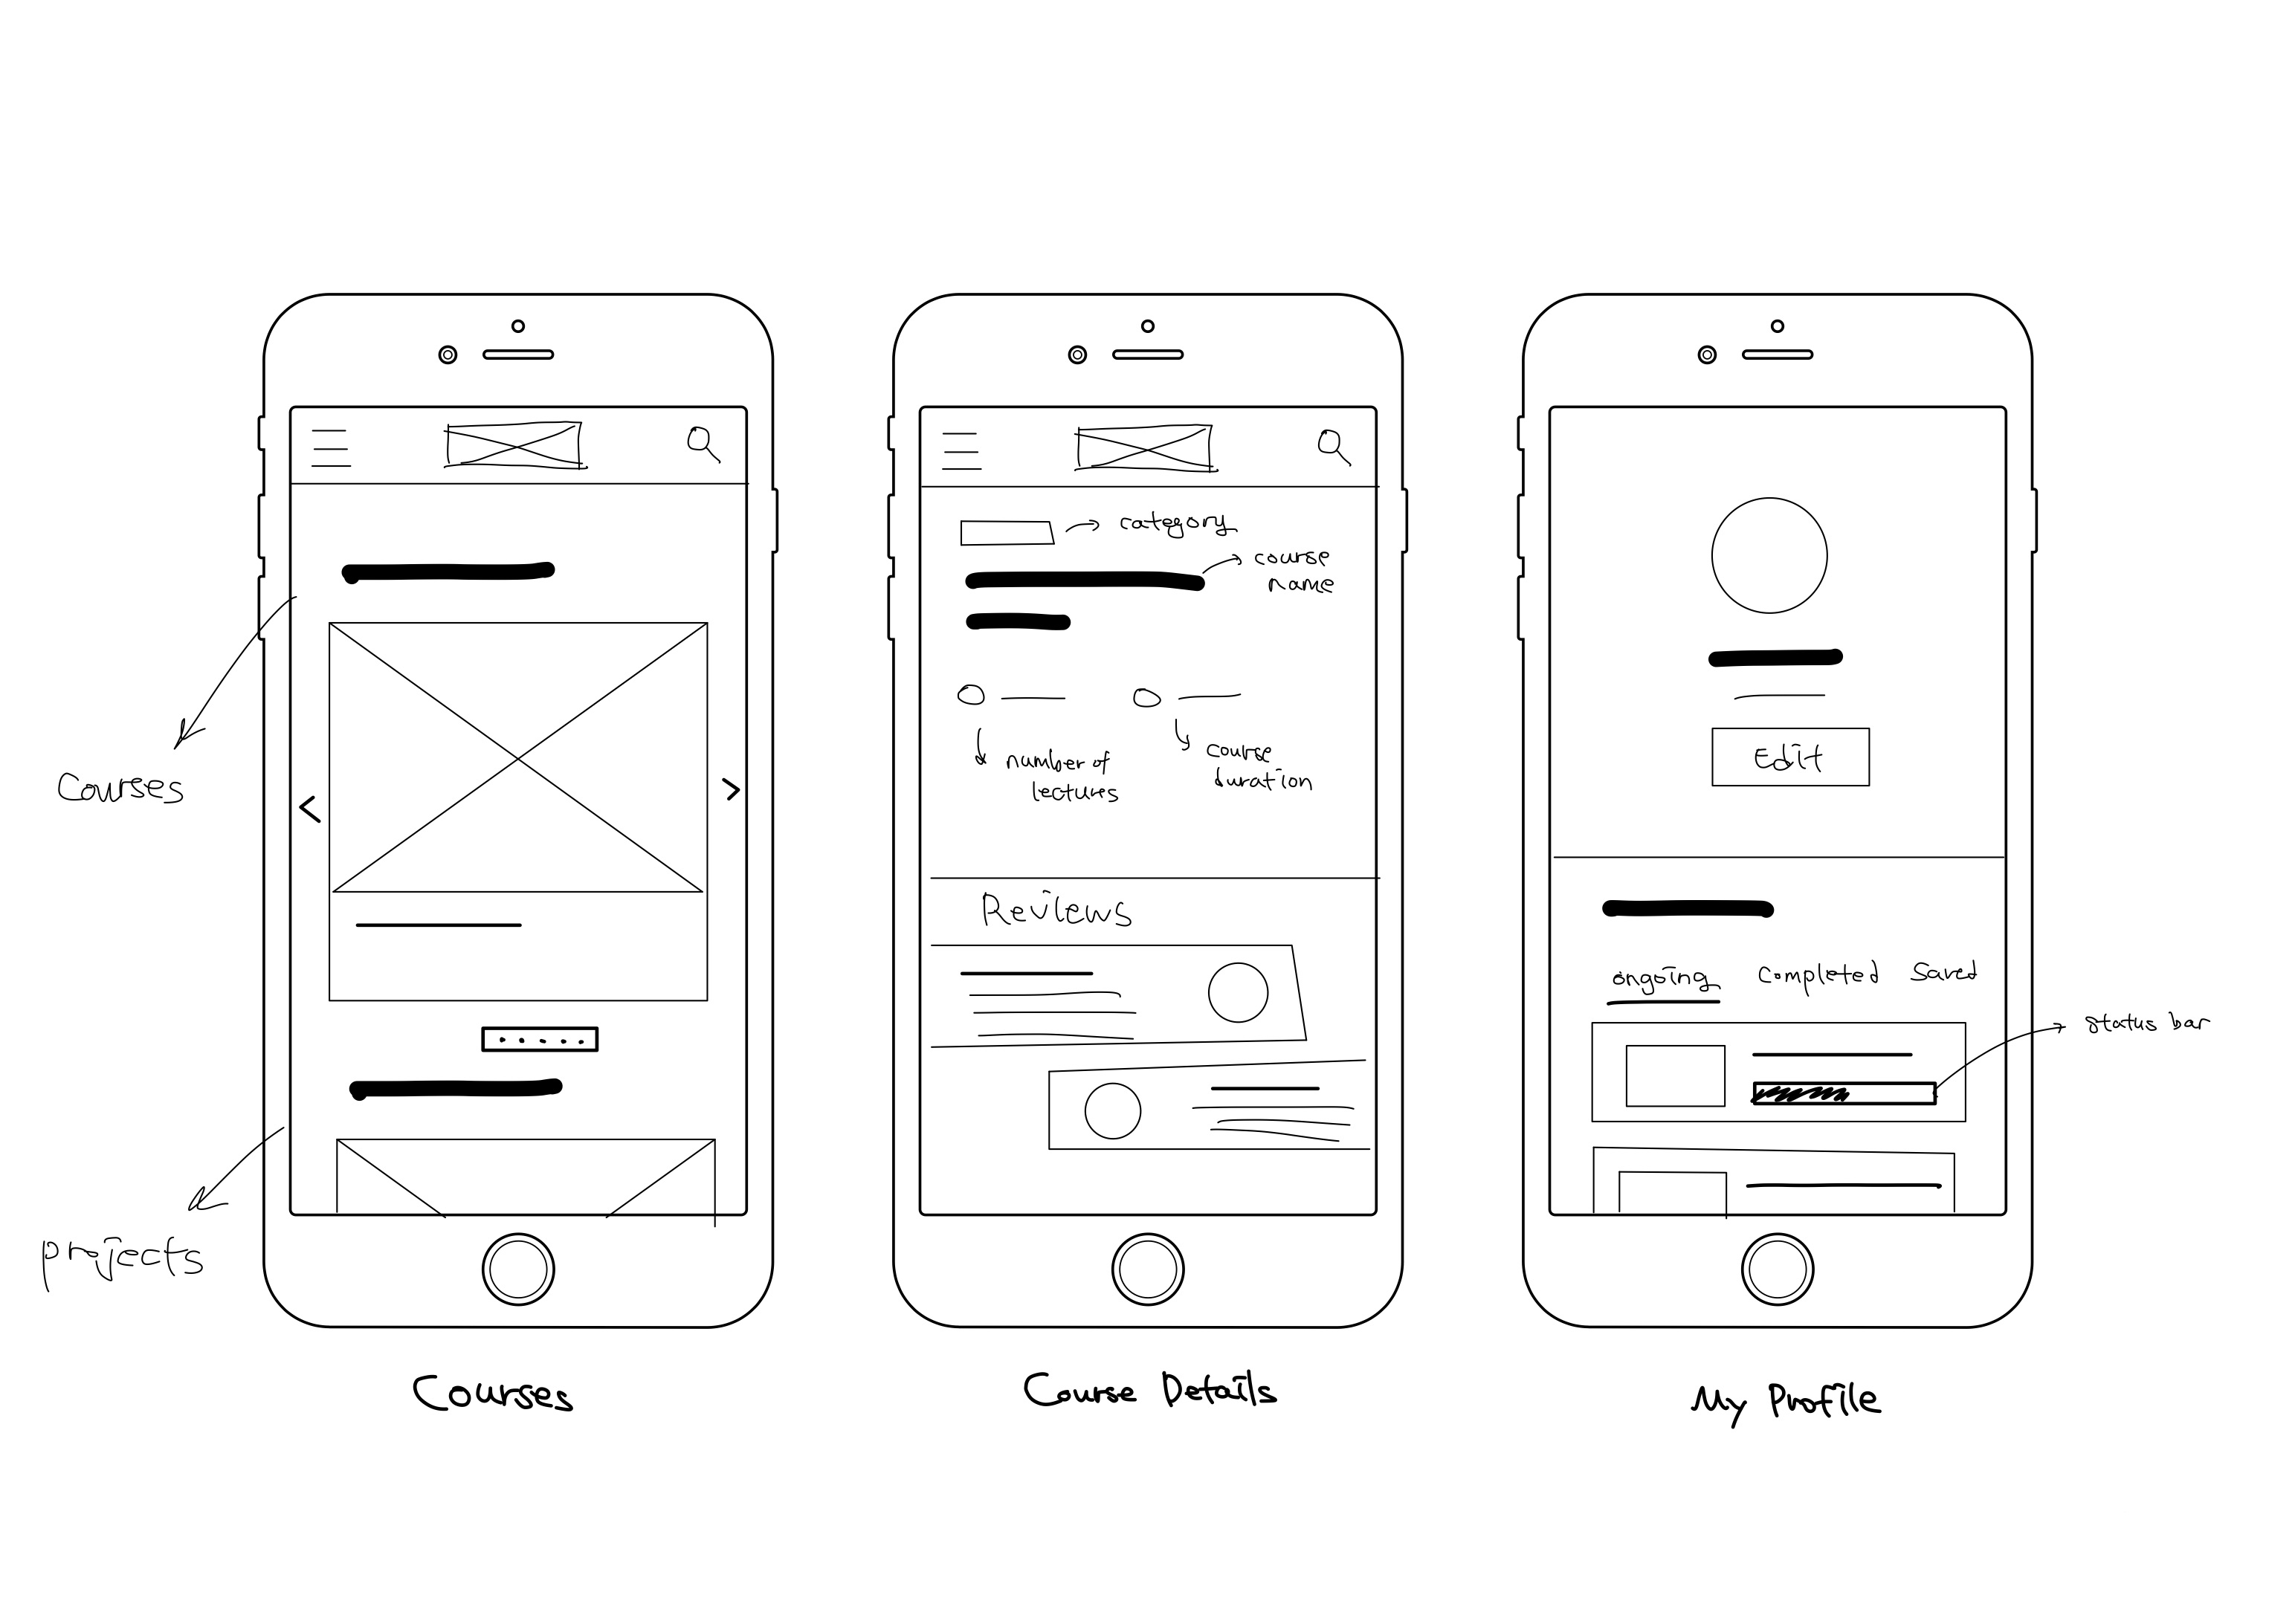 Courses
projects
Courses
category
course
name
number of
lectures
course
duration
Reviews
Course Details
Edit
ongoing
Completed
Saved
status bar
My Profile